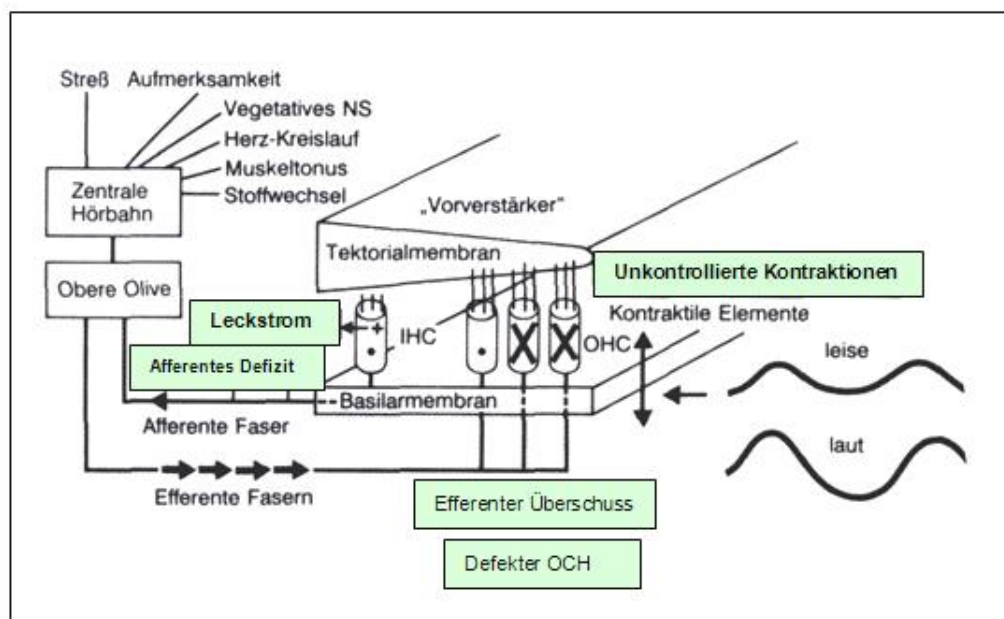 Streß Aufmerksamkeit
Vegetatives NS
Herz-Kreislauf
Muskeltonus
Stoffwechsel
Zentrale
Hörbahn
„Vorverstärker“
Tektorialmembran
Unkontrollierte Kontraktionen
Obere Olive
Kontraktile Elemente
Leckstrom
+
IHC
OHC
leise
Afferentes Defizit
Basilarmembran
Afferente Faser
laut
Efferente Fasern
Efferenter Überschuss
Defekter OCH